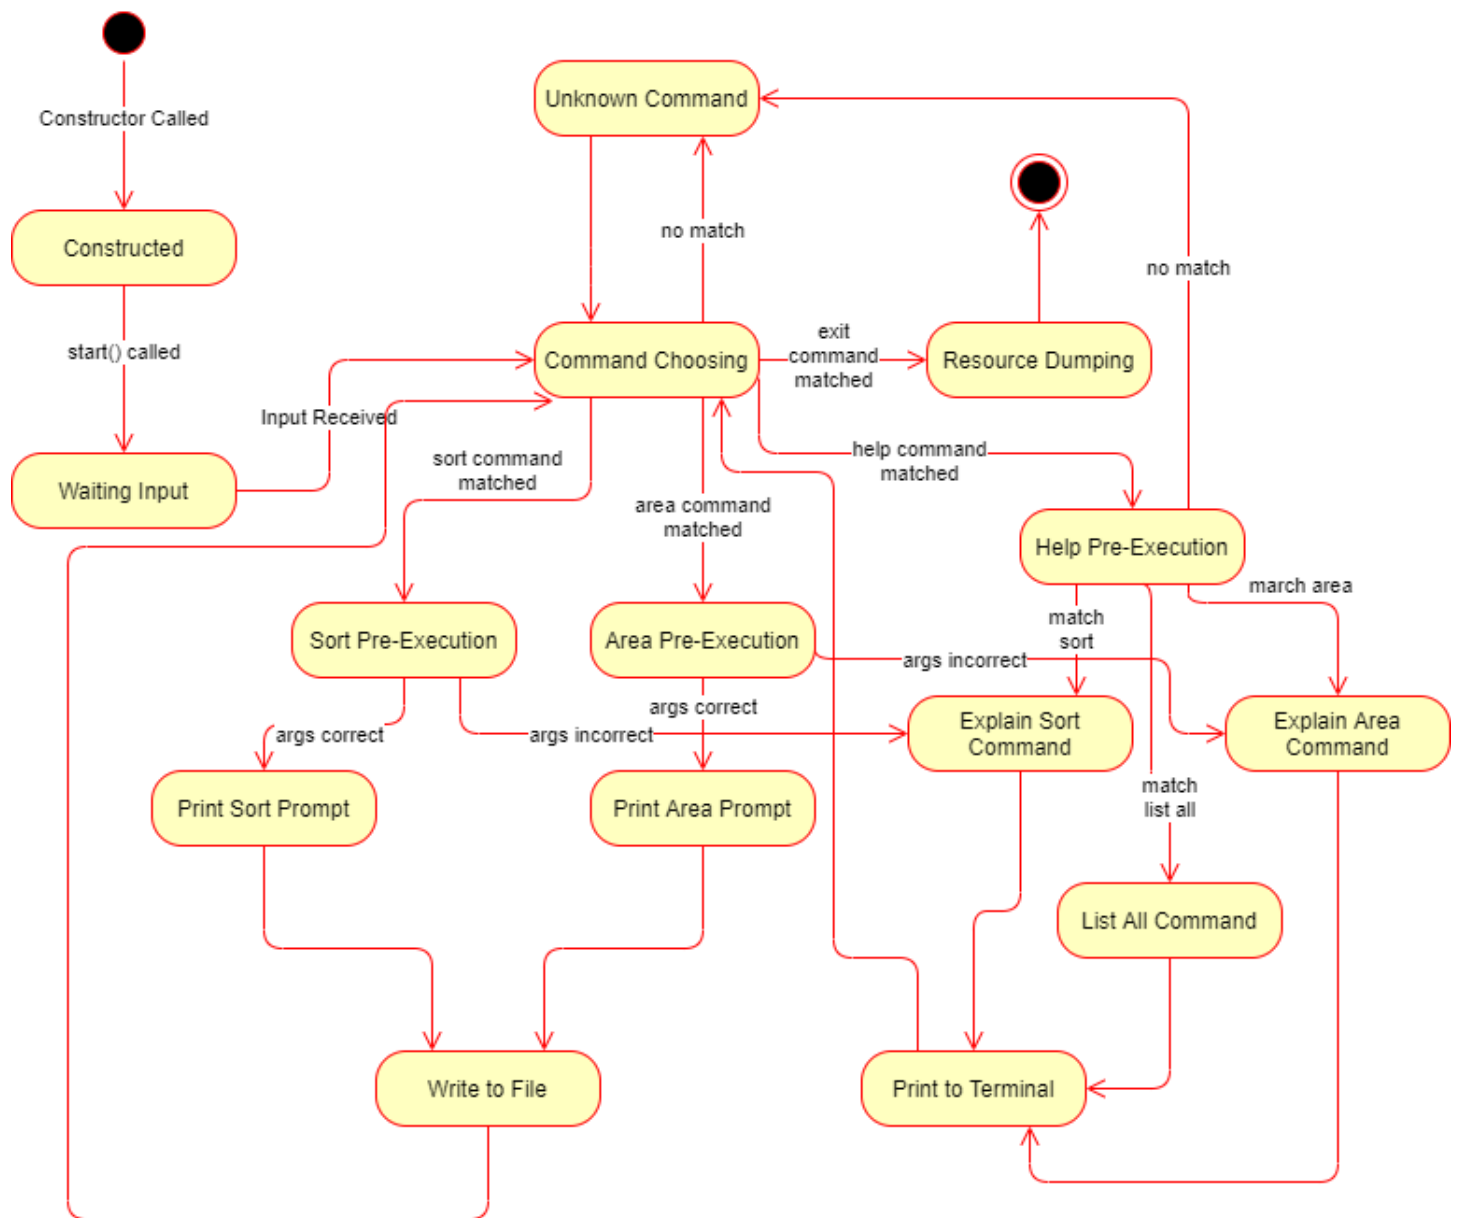 Constructor Called
Unknown Command
no match
Constructed
no match
start() called
exit
command
matched
Command Choosing
Resource Dumping
Input Received
sort command
matched
help command
matched
Waiting Input
area command
matched
Help Pre-Execution
march area
match
sort
Sort Pre-Execution
Area Pre-Execution
args incorrect
args correct
args correct
args incorrect
Explain Sort
Command
Explain Area
Command
match
list all
Print Sort Prompt
Print Area Prompt
List All Command
Write to File
Print to Terminal